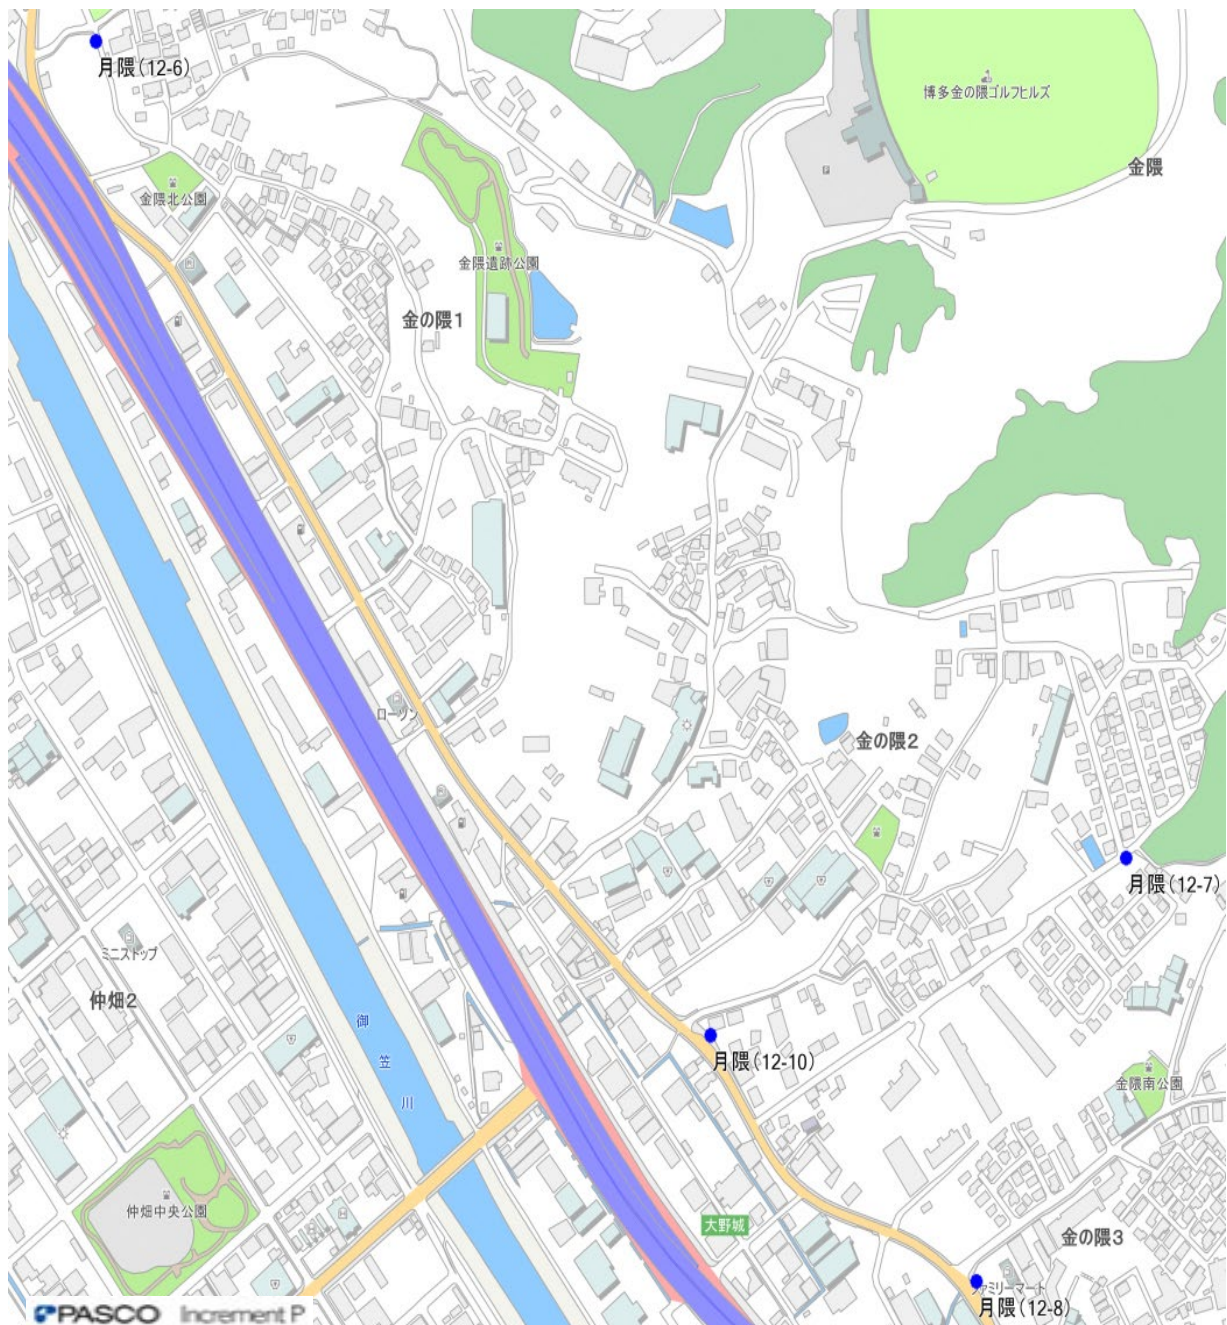 月隈(12-6)
博多金の隈ゴルフヒルズ
金隈
金隈北公園
金隈遺跡公園
金の隈1
ローソン
金の隈2
月隈(12-7)
ミニストップ
仲畑2
御笠川
月隈(12-10)
金隈南公園
仲畑中央公園
大野城
金の隈3
ファミリーマート
月隈(12-8)
PASCO Increment P